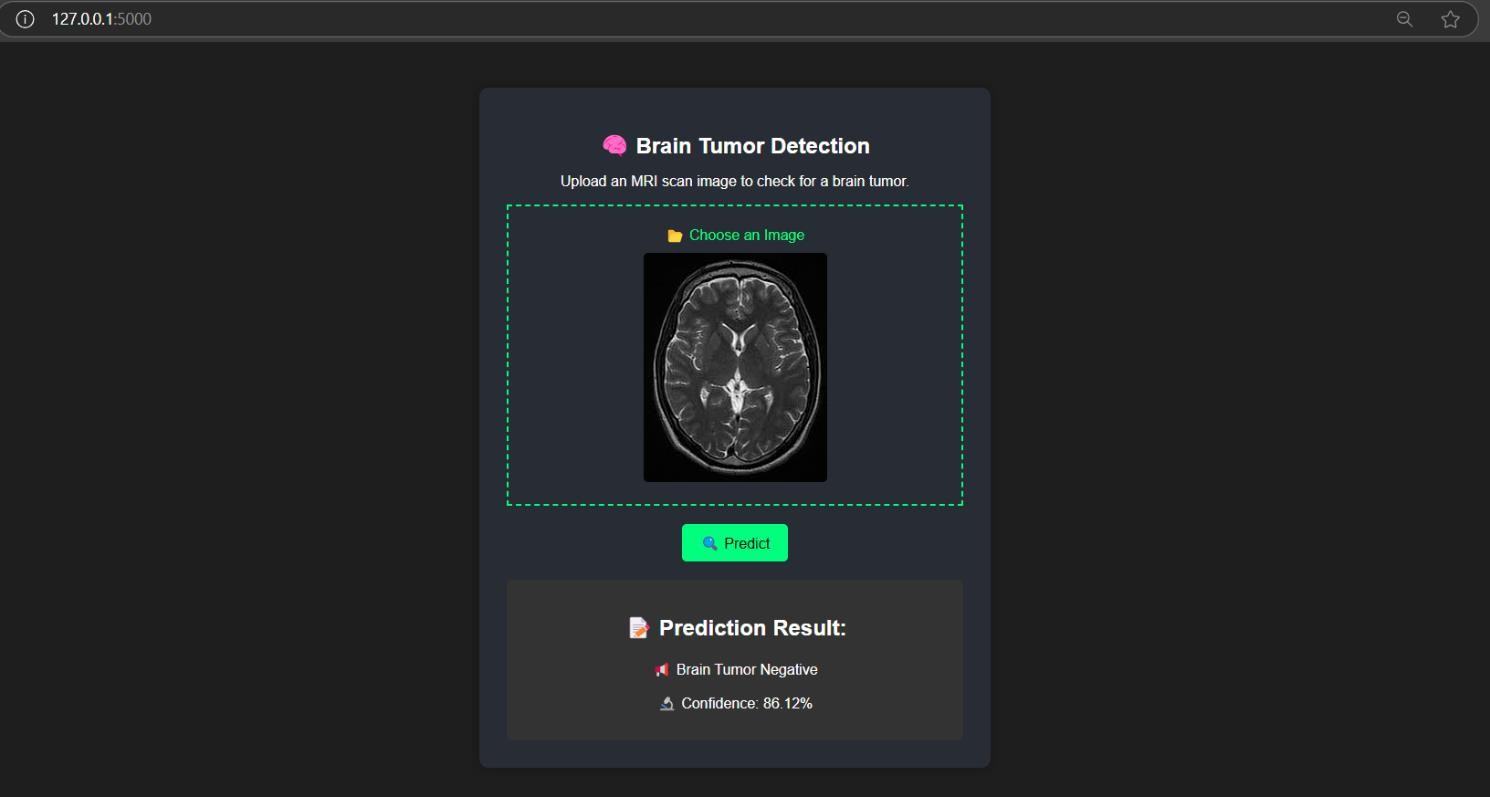 127.0.0.1:5000
🧠 Brain Tumor Detection
Upload an MRI scan image to check for a brain tumor.
📂 Choose an Image
🔍 Predict
📝 Prediction Result:
📢 Brain Tumor Negative
🔬 Confidence: 86.12%